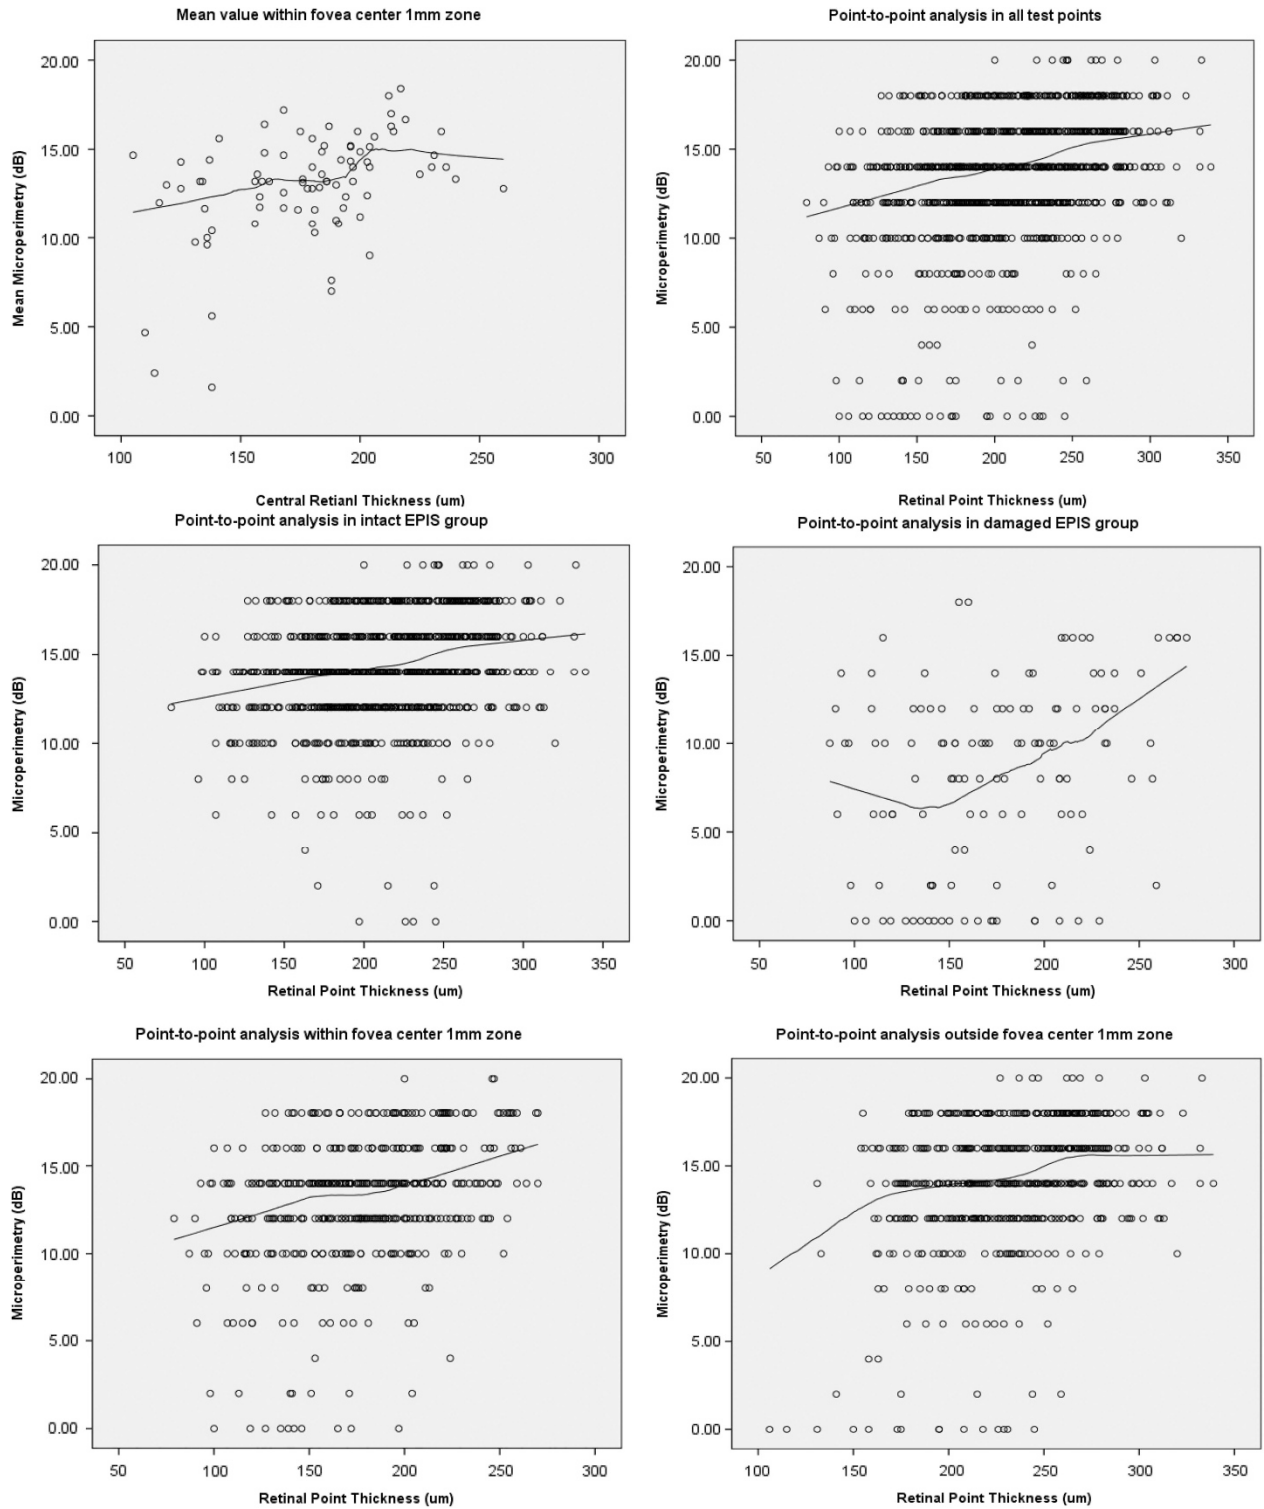 Mean value within fovea center 1mm zone
20.00
15.00
10.00
5.00
0.00
Mean Microperimetry (dB)
100 150 200 250 300
Central Retianl Thickness (um)
Point-to-point analysis in all test points
20.00
15.00
10.00
5.00
0.00
Microperimetry (dB)
50 100 150 200 250 300 350
Retinal Point Thickness (um)
Point-to-point analysis in intact EPIS group
20.00
15.00
10.00
5.00
0.00
Microperimetry (dB)
50 100 150 200 250 300 350
Retinal Point Thickness (um)
Point-to-point analysis in damaged EPIS group
20.00
15.00
10.00
5.00
0.00
Microperimetry (dB)
50 100 150 200 250 300
Retinal Point Thickness (um)
Point-to-point analysis within fovea center 1mm zone
20.00
15.00
10.00
5.00
0.00
Microperimetry (dB)
50 100 150 200 250 300
Retinal Point Thickness (um)
Point-to-point analysis outside fovea center 1mm zone
20.00
15.00
10.00
5.00
0.00
Microperimetry (dB)
100 150 200 250 300 350
Retinal Point Thickness (um)